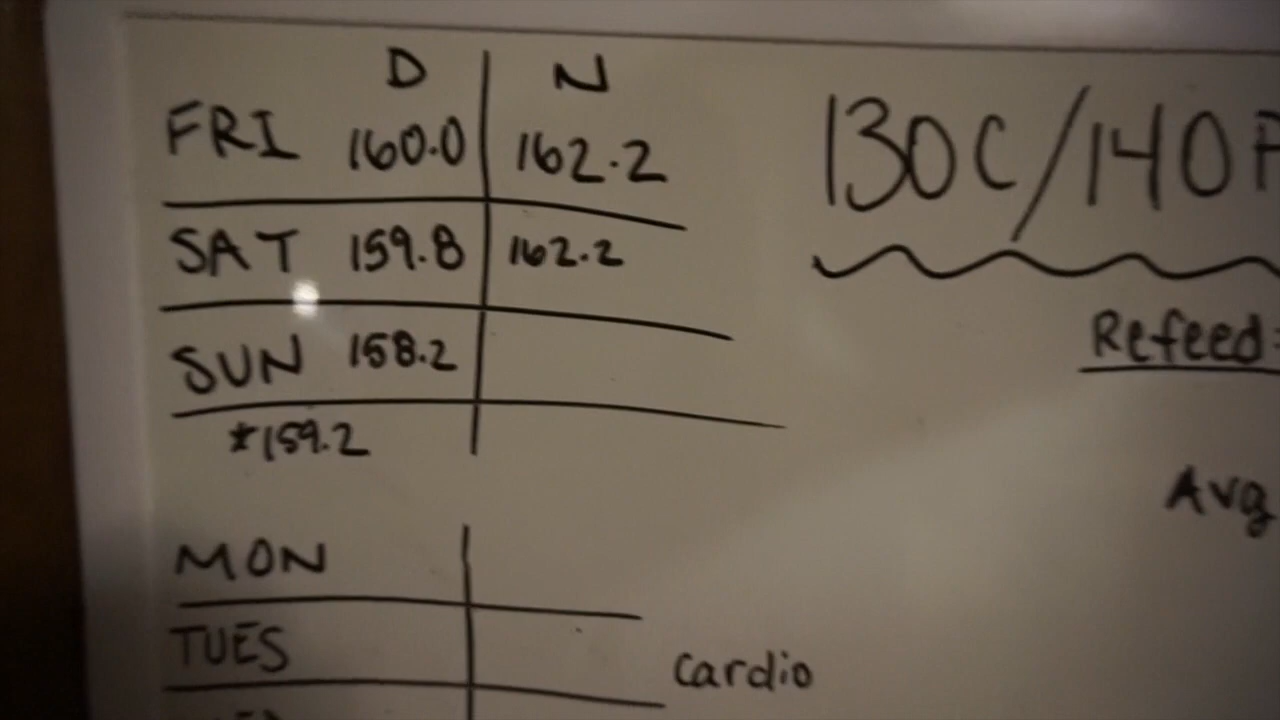 D N
FRI 160.0 162.2
SAT 159.8 162.2
SUN 158.2
*159.2
MON
TUES
130C/140P
Refeed:
Avg
Cardio